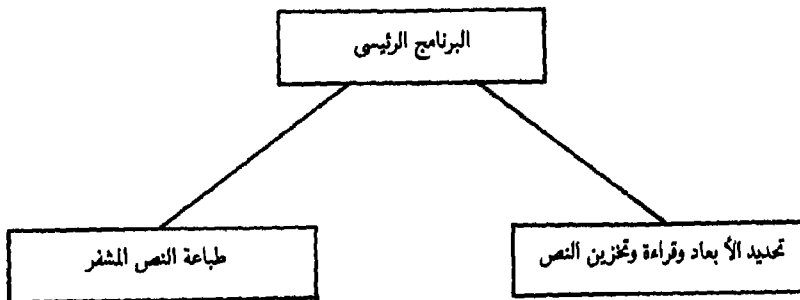 البرنامج الرئيسى
تحديد الأبعاد وقراءة وتخزين النص
طباعة النص المشفر